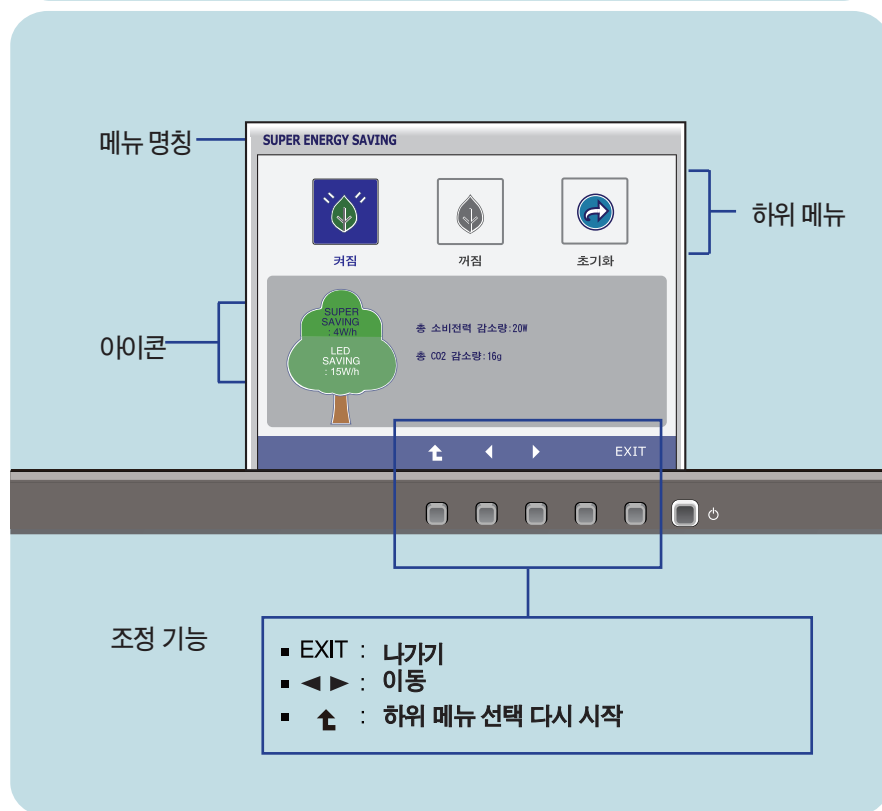 메뉴 명칭
SUPER ENERGY SAVING
켜짐
꺼짐
초기화
하위 메뉴
아이콘
SUPER
SAVING
: 4W/h
LED
SAVING
: 15W/h
총 소비전력 감소량:20W
총 CO2 감소량:16g
EXIT
조정 기능
■ EXIT : 나가기
■ ◀ ▶ : 이동
■ : 하위 메뉴 선택 다시 시작